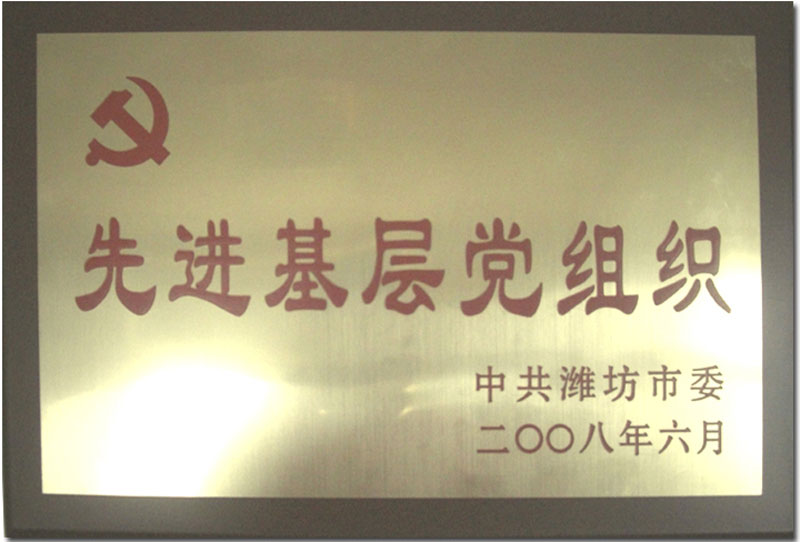 先进基层党组织
中共潍坊市委
二〇〇八年六月